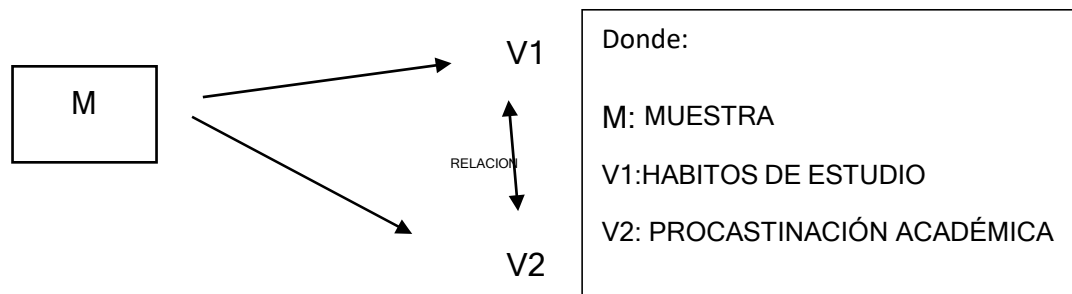 M
V1
RELACION
V2
Donde:
M: MUESTRA
V1:HABITOS DE ESTUDIO
V2: PROCASTINACIÓN ACADÉMICA